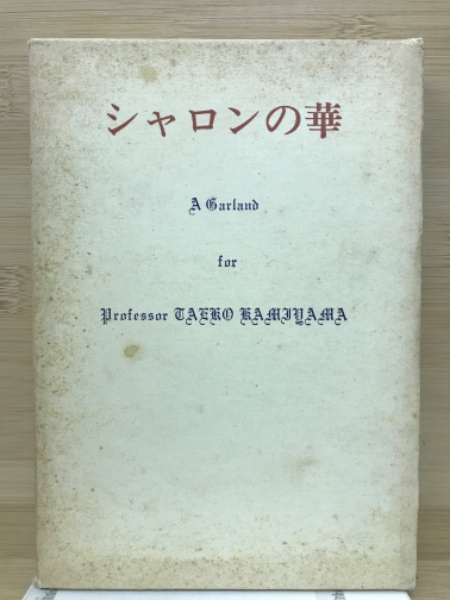 シャロンの華
A Garland
for
Professor TAEKO KAMIYAMA